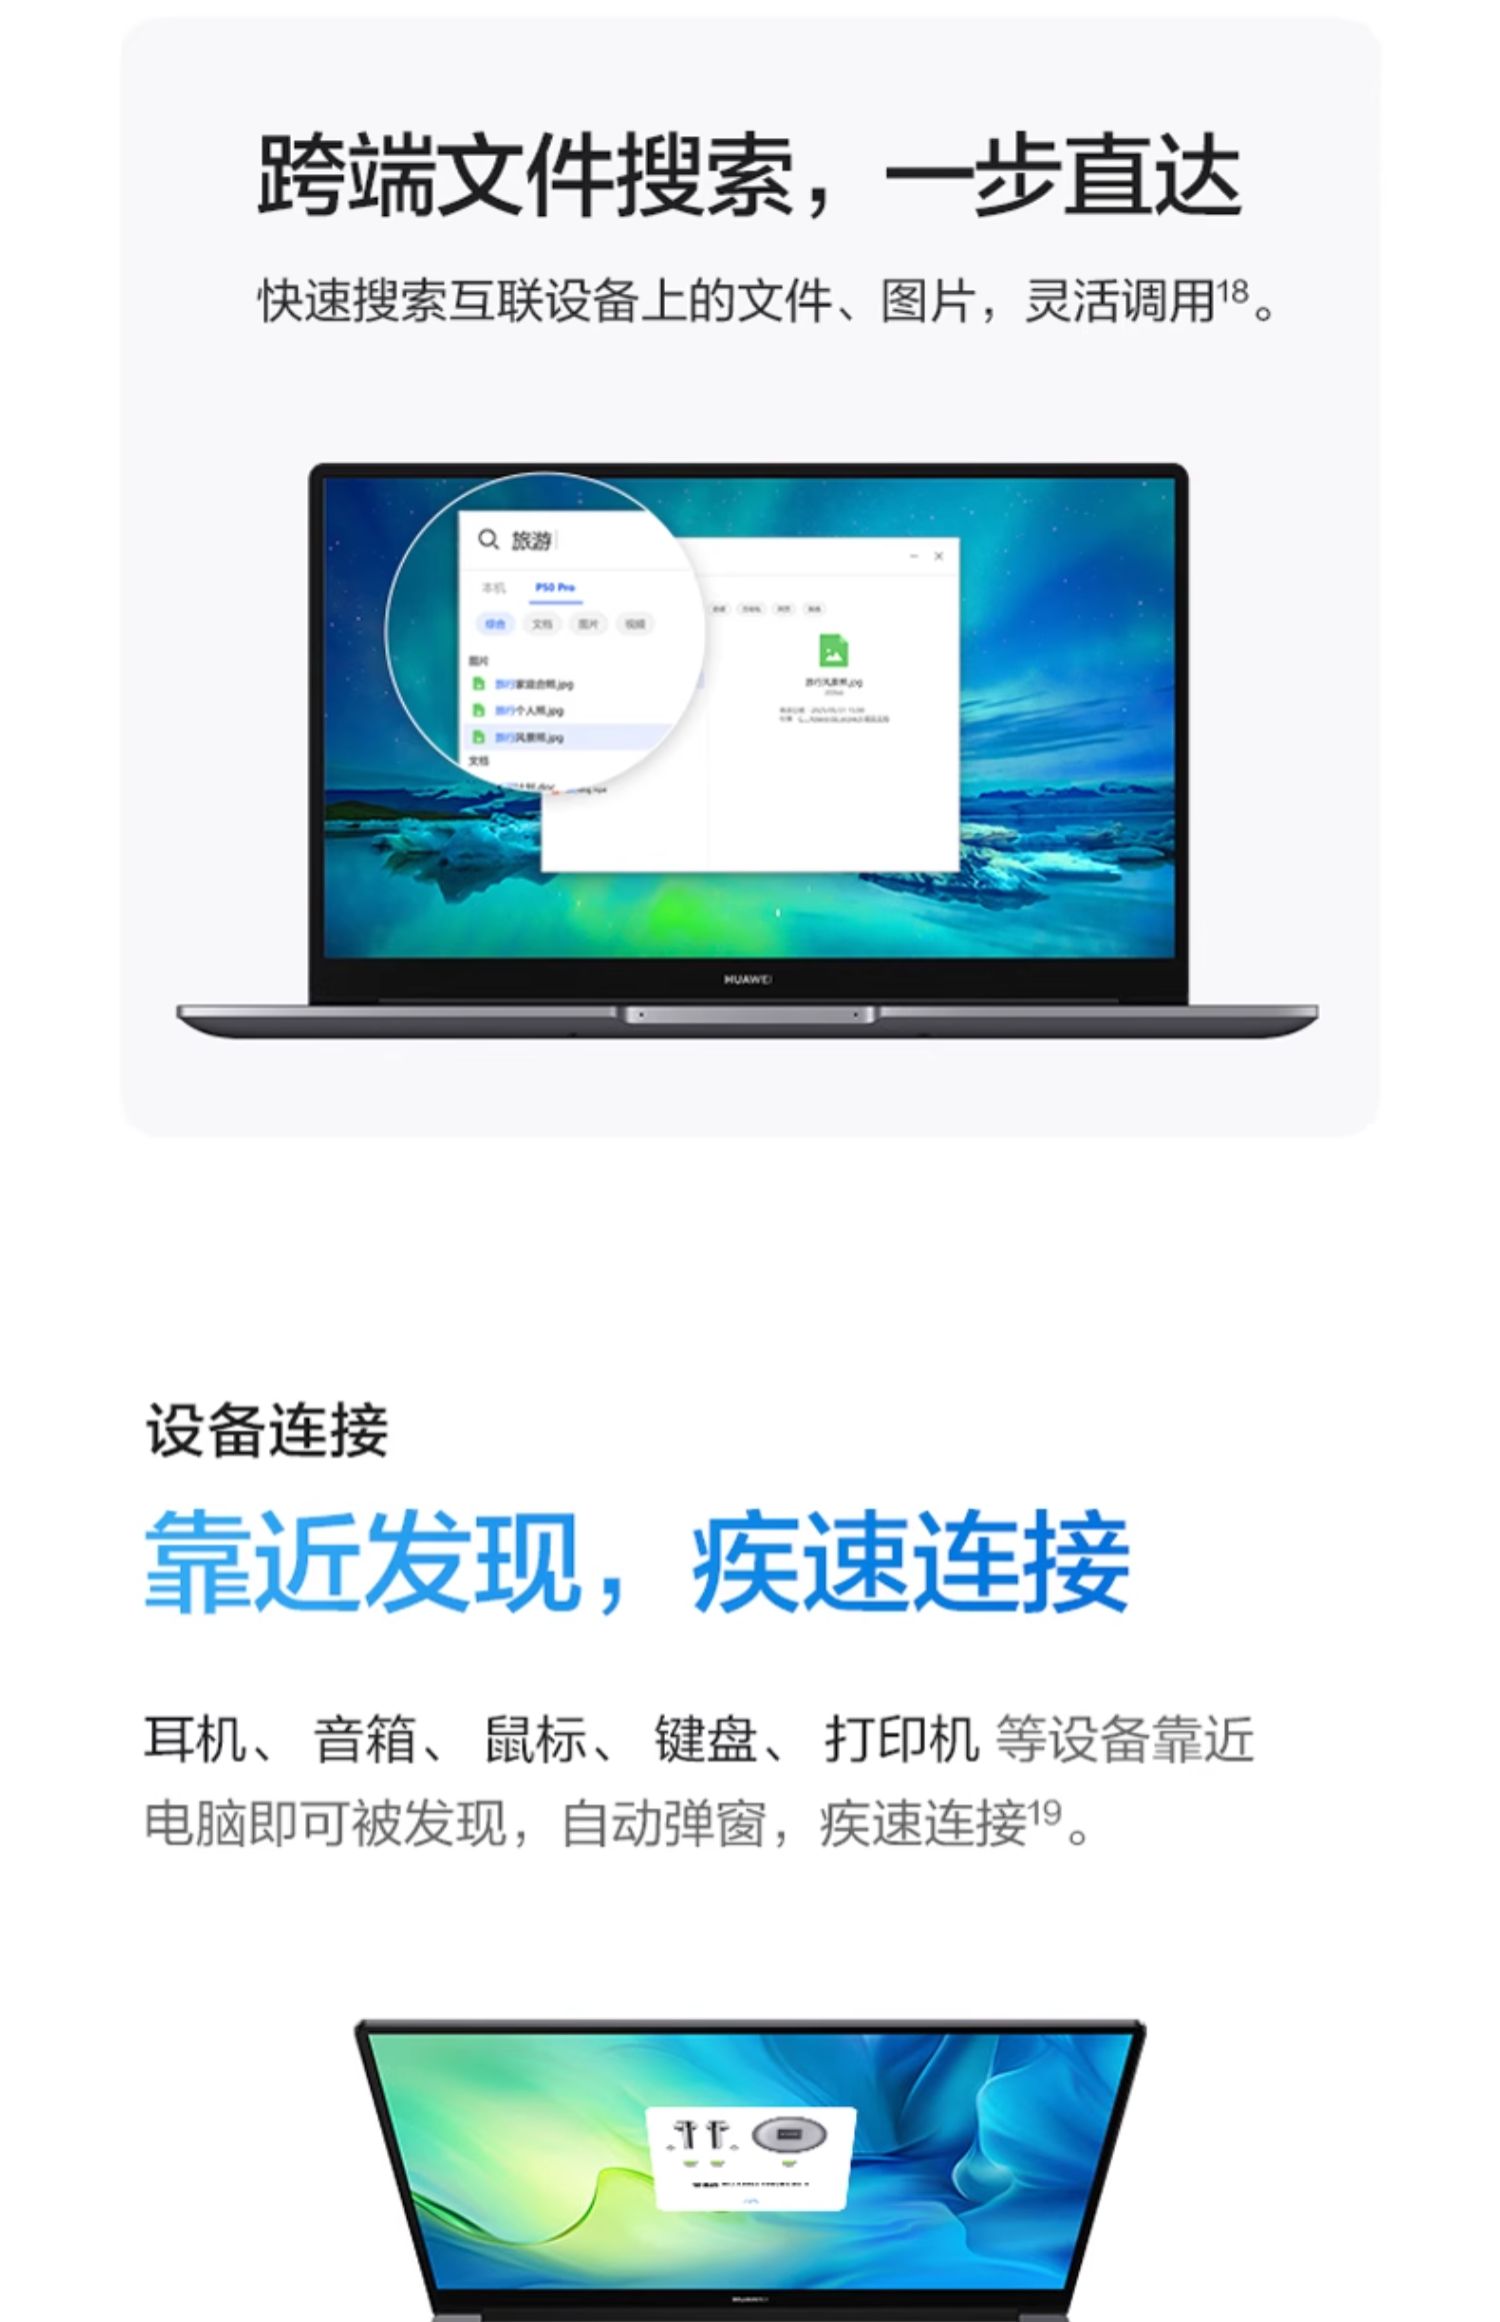 跨端文件搜索，一步直达
快速搜索互联设备上的文件、图片，灵活调用18。
旅游
本机 P50 Pro
综合 文档 图片 视频
图片
旅行家庭合照.jpg
旅行个人照.jpg
旅行风景照.jpg
文档
旅行风景照.jpg
HUAWEI
设备连接
靠近发现，疾速连接
耳机、音箱、鼠标、键盘、打印机 等设备靠近
电脑即可被发现，自动弹窗，疾速连接19。
HUAWEI